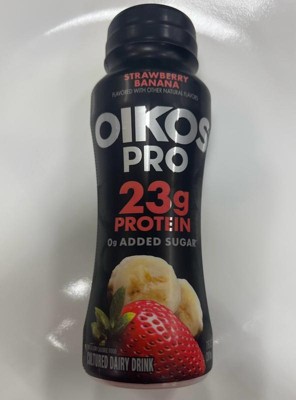 STRAWBERRY
BANANA
FLAVORED WITH OTHER NATURAL FLAVORS
OIKOS
PRO
23g
PROTEIN
0g ADDED SUGAR*
CULTURED DAIRY DRINK